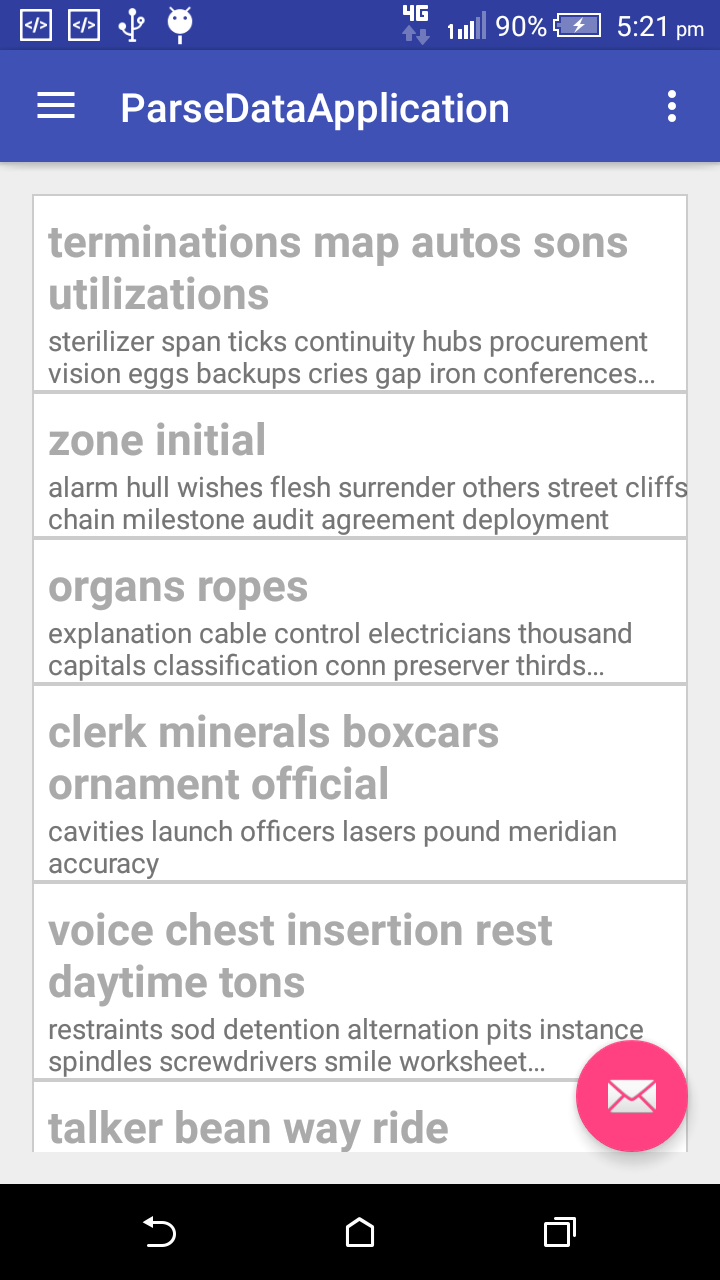 4G 90% 5:21 pm
ParseDataApplication
terminations map autos sons
utilizations
sterilizer span ticks continuity hubs procurement
vision eggs backups cries gap iron conferences...
zone initial
alarm hull wishes flesh surrender others street cliffs
chain milestone audit agreement deployment
organs ropes
explanation cable control electricians thousand
capitals classification conn preserver thirds...
clerk minerals boxcars
ornament official
cavities launch officers lasers pound meridian
accuracy
voice chest insertion rest
daytime tons
restraints sod detention alternation pits instance
spindles screwdrivers smile worksheet...
talker bean way ride